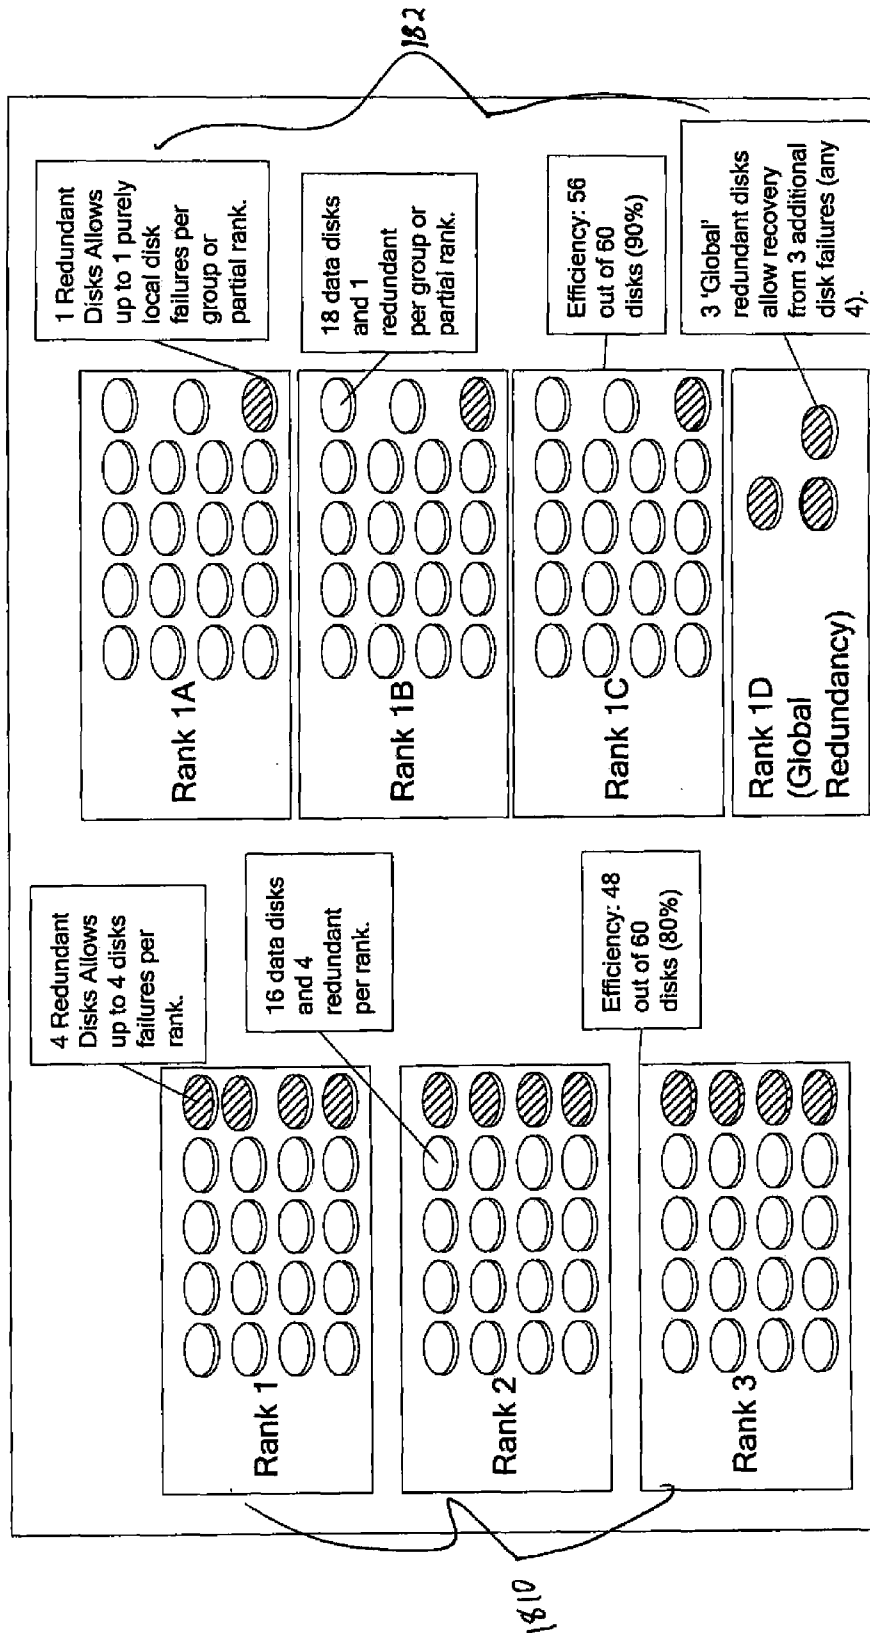 4 Redundant
Disks Allows
up to 4 disks
failures per
rank.
Rank 1
16 data disks
and 4
redundant
per rank.
Rank 2
Efficiency: 48
out of 60
disks (80%)
Rank 3
1810
1 Redundant
Disks Allows
up to 1 purely
local disk
failures per
group or
partial rank.
Rank 1A
18 data disks
and 1
redundant
per group or
partial rank.
Rank 1B
Efficiency: 56
out of 60
disks (90%)
Rank 1C
3 'Global'
redundant disks
allow recovery
from 3 additional
disk failures (any
4).
Rank 1D
(Global
Redundancy)
182